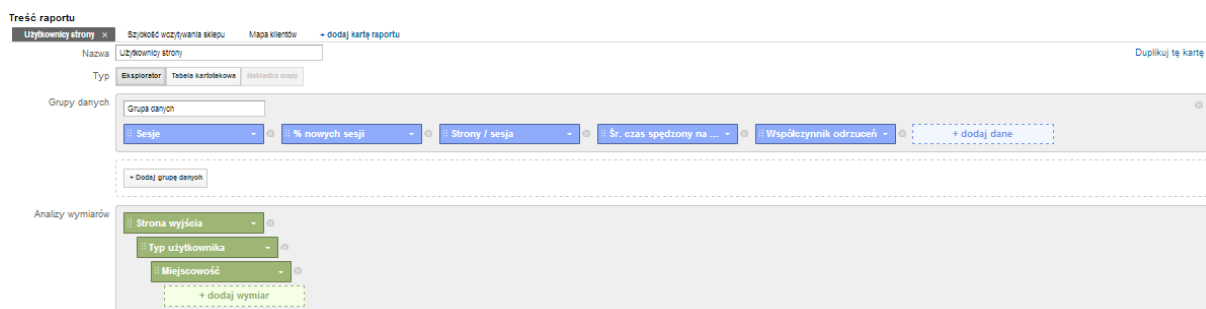 Treść raportu
Użytkownicy strony × Szybkość wczytywania sklepu Mapa klientów + dodaj kartę raportu
Nazwa Użytkownicy strony Duplikuj tę kartę
Typ Eksplorator Tabela kartotekowa Nakładka mapy
Grupy danych Grupa danych
Sesje % nowych sesji Strony / sesja Śr. czas spędzony na ... Współczynnik odrzuceń + dodaj dane
+ Dodaj grupę danych
Analizy wymiarów
Strona wyjścia
Typ użytkownika
Miejscowość
+ dodaj wymiar